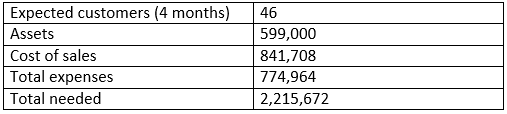 Expected customers (4 months) 46
Assets 599,000
Cost of sales 841,708
Total expenses 774,964
Total needed 2,215,672